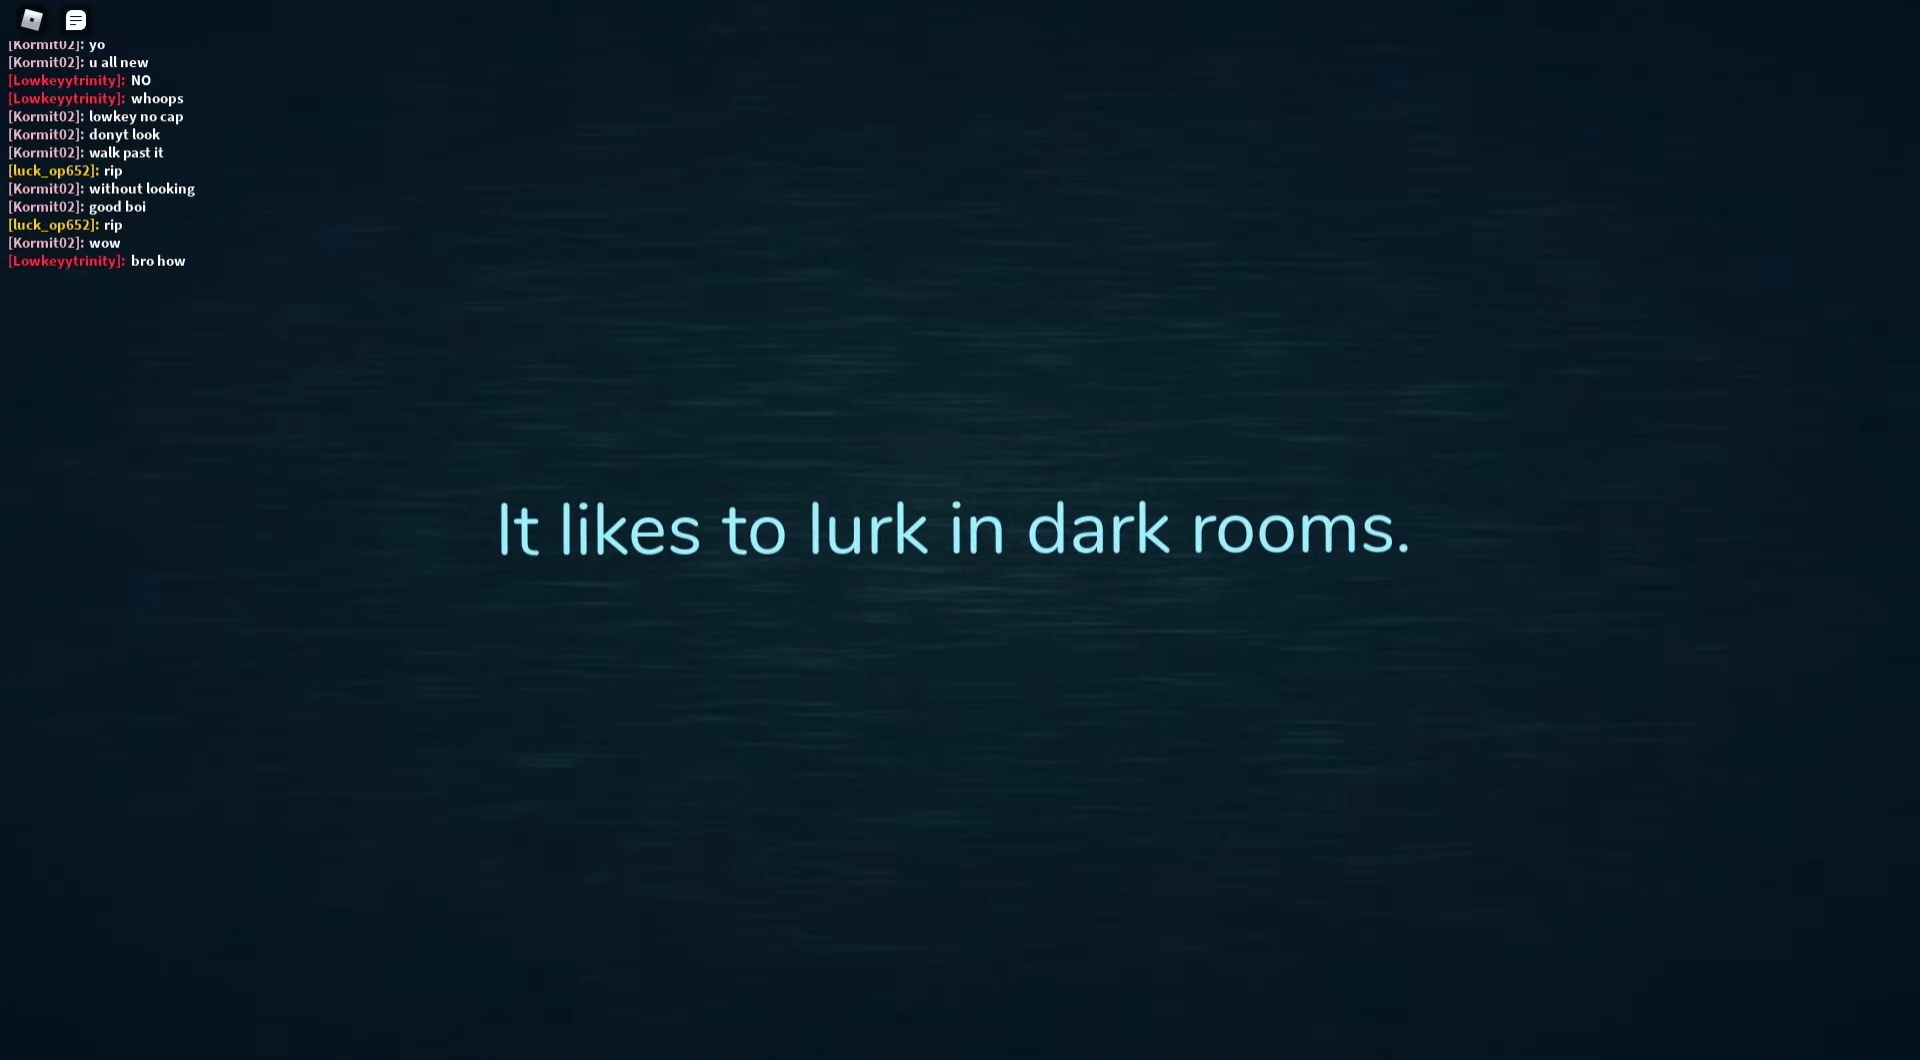 [Kormit02]: yo
[Kormit02]: u all new
[Lowkeyytrinity]: NO
[Lowkeyytrinity]: whoops
[Kormit02]: lowkey no cap
[Kormit02]: donyt look
[Kormit02]: walk past it
[luck_op652]: rip
[Kormit02]: without looking
[Kormit02]: good boi
[luck_op652]: rip
[Kormit02]: wow
[Lowkeyytrinity]: bro how
It likes to lurk in dark rooms.